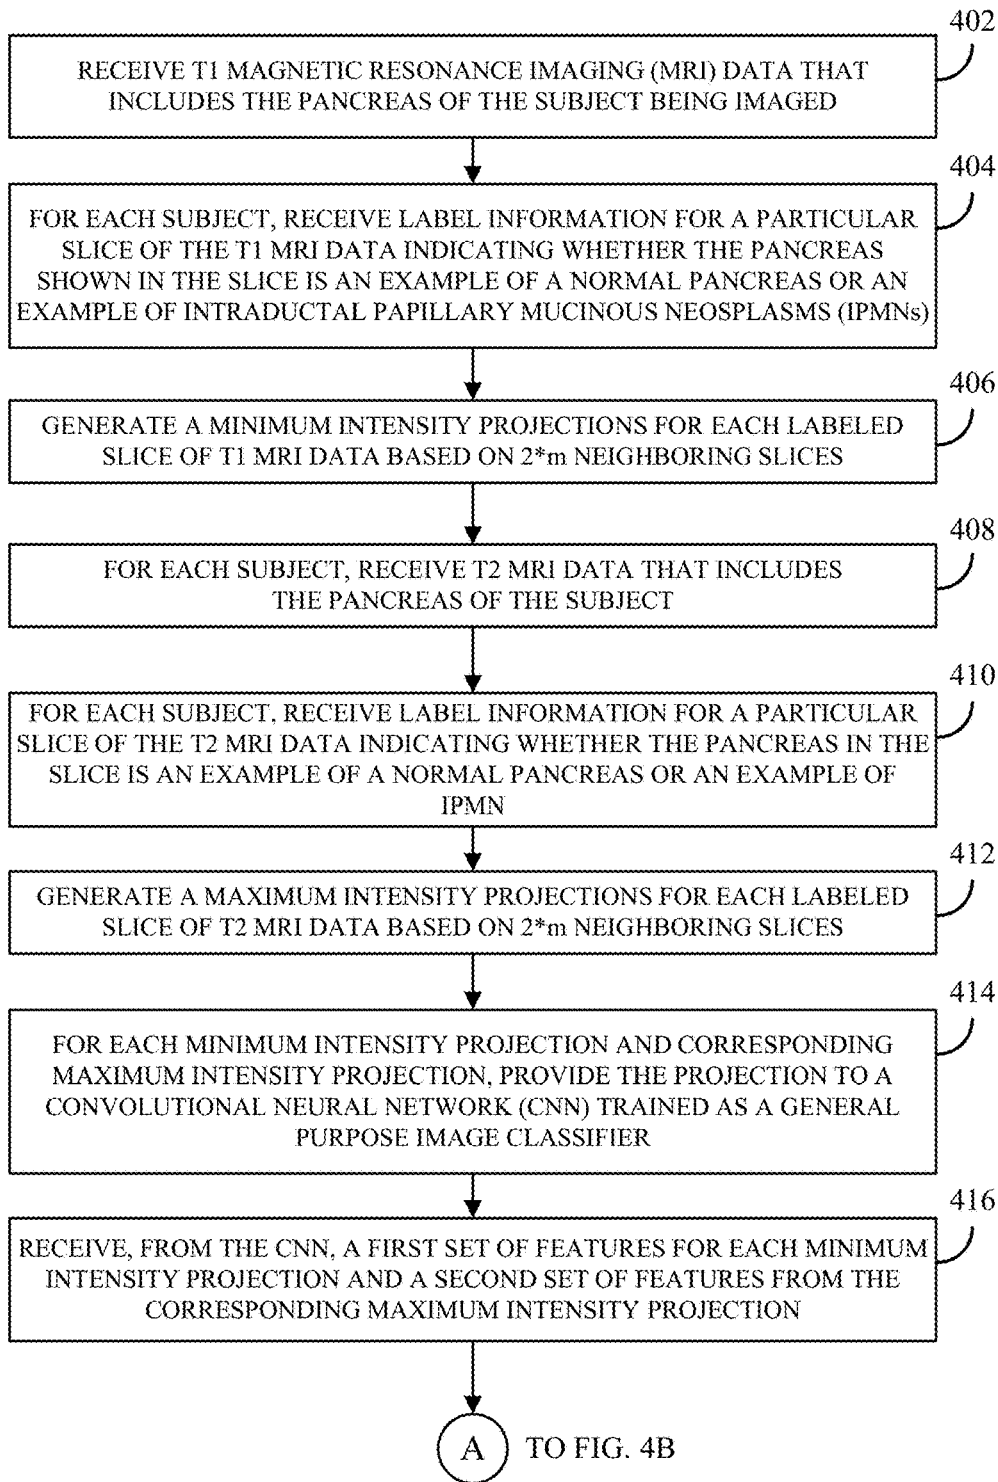 402
RECEIVE T1 MAGNETIC RESONANCE IMAGING (MRI) DATA THAT
INCLUDES THE PANCREAS OF THE SUBJECT BEING IMAGED
404
FOR EACH SUBJECT, RECEIVE LABEL INFORMATION FOR A PARTICULAR
SLICE OF THE T1 MRI DATA INDICATING WHETHER THE PANCREAS
SHOWN IN THE SLICE IS AN EXAMPLE OF A NORMAL PANCREAS OR AN
EXAMPLE OF INTRADUCTAL PAPILLARY MUCINOUS NEOSPLASMS (IPMNs)
406
GENERATE A MINIMUM INTENSITY PROJECTIONS FOR EACH LABELED
SLICE OF T1 MRI DATA BASED ON 2*m NEIGHBORING SLICES
408
FOR EACH SUBJECT, RECEIVE T2 MRI DATA THAT INCLUDES
THE PANCREAS OF THE SUBJECT
410
FOR EACH SUBJECT, RECEIVE LABEL INFORMATION FOR A PARTICULAR
SLICE OF THE T2 MRI DATA INDICATING WHETHER THE PANCREAS IN THE
SLICE IS AN EXAMPLE OF A NORMAL PANCREAS OR AN EXAMPLE OF
IPMN
412
GENERATE A MAXIMUM INTENSITY PROJECTIONS FOR EACH LABELED
SLICE OF T2 MRI DATA BASED ON 2*m NEIGHBORING SLICES
414
FOR EACH MINIMUM INTENSITY PROJECTION AND CORRESPONDING
MAXIMUM INTENSITY PROJECTION, PROVIDE THE PROJECTION TO A
CONVOLUTIONAL NEURAL NETWORK (CNN) TRAINED AS A GENERAL
PURPOSE IMAGE CLASSIFIER
416
RECEIVE, FROM THE CNN, A FIRST SET OF FEATURES FOR EACH MINIMUM
INTENSITY PROJECTION AND A SECOND SET OF FEATURES FROM THE
CORRESPONDING MAXIMUM INTENSITY PROJECTION
A TO FIG. 4B